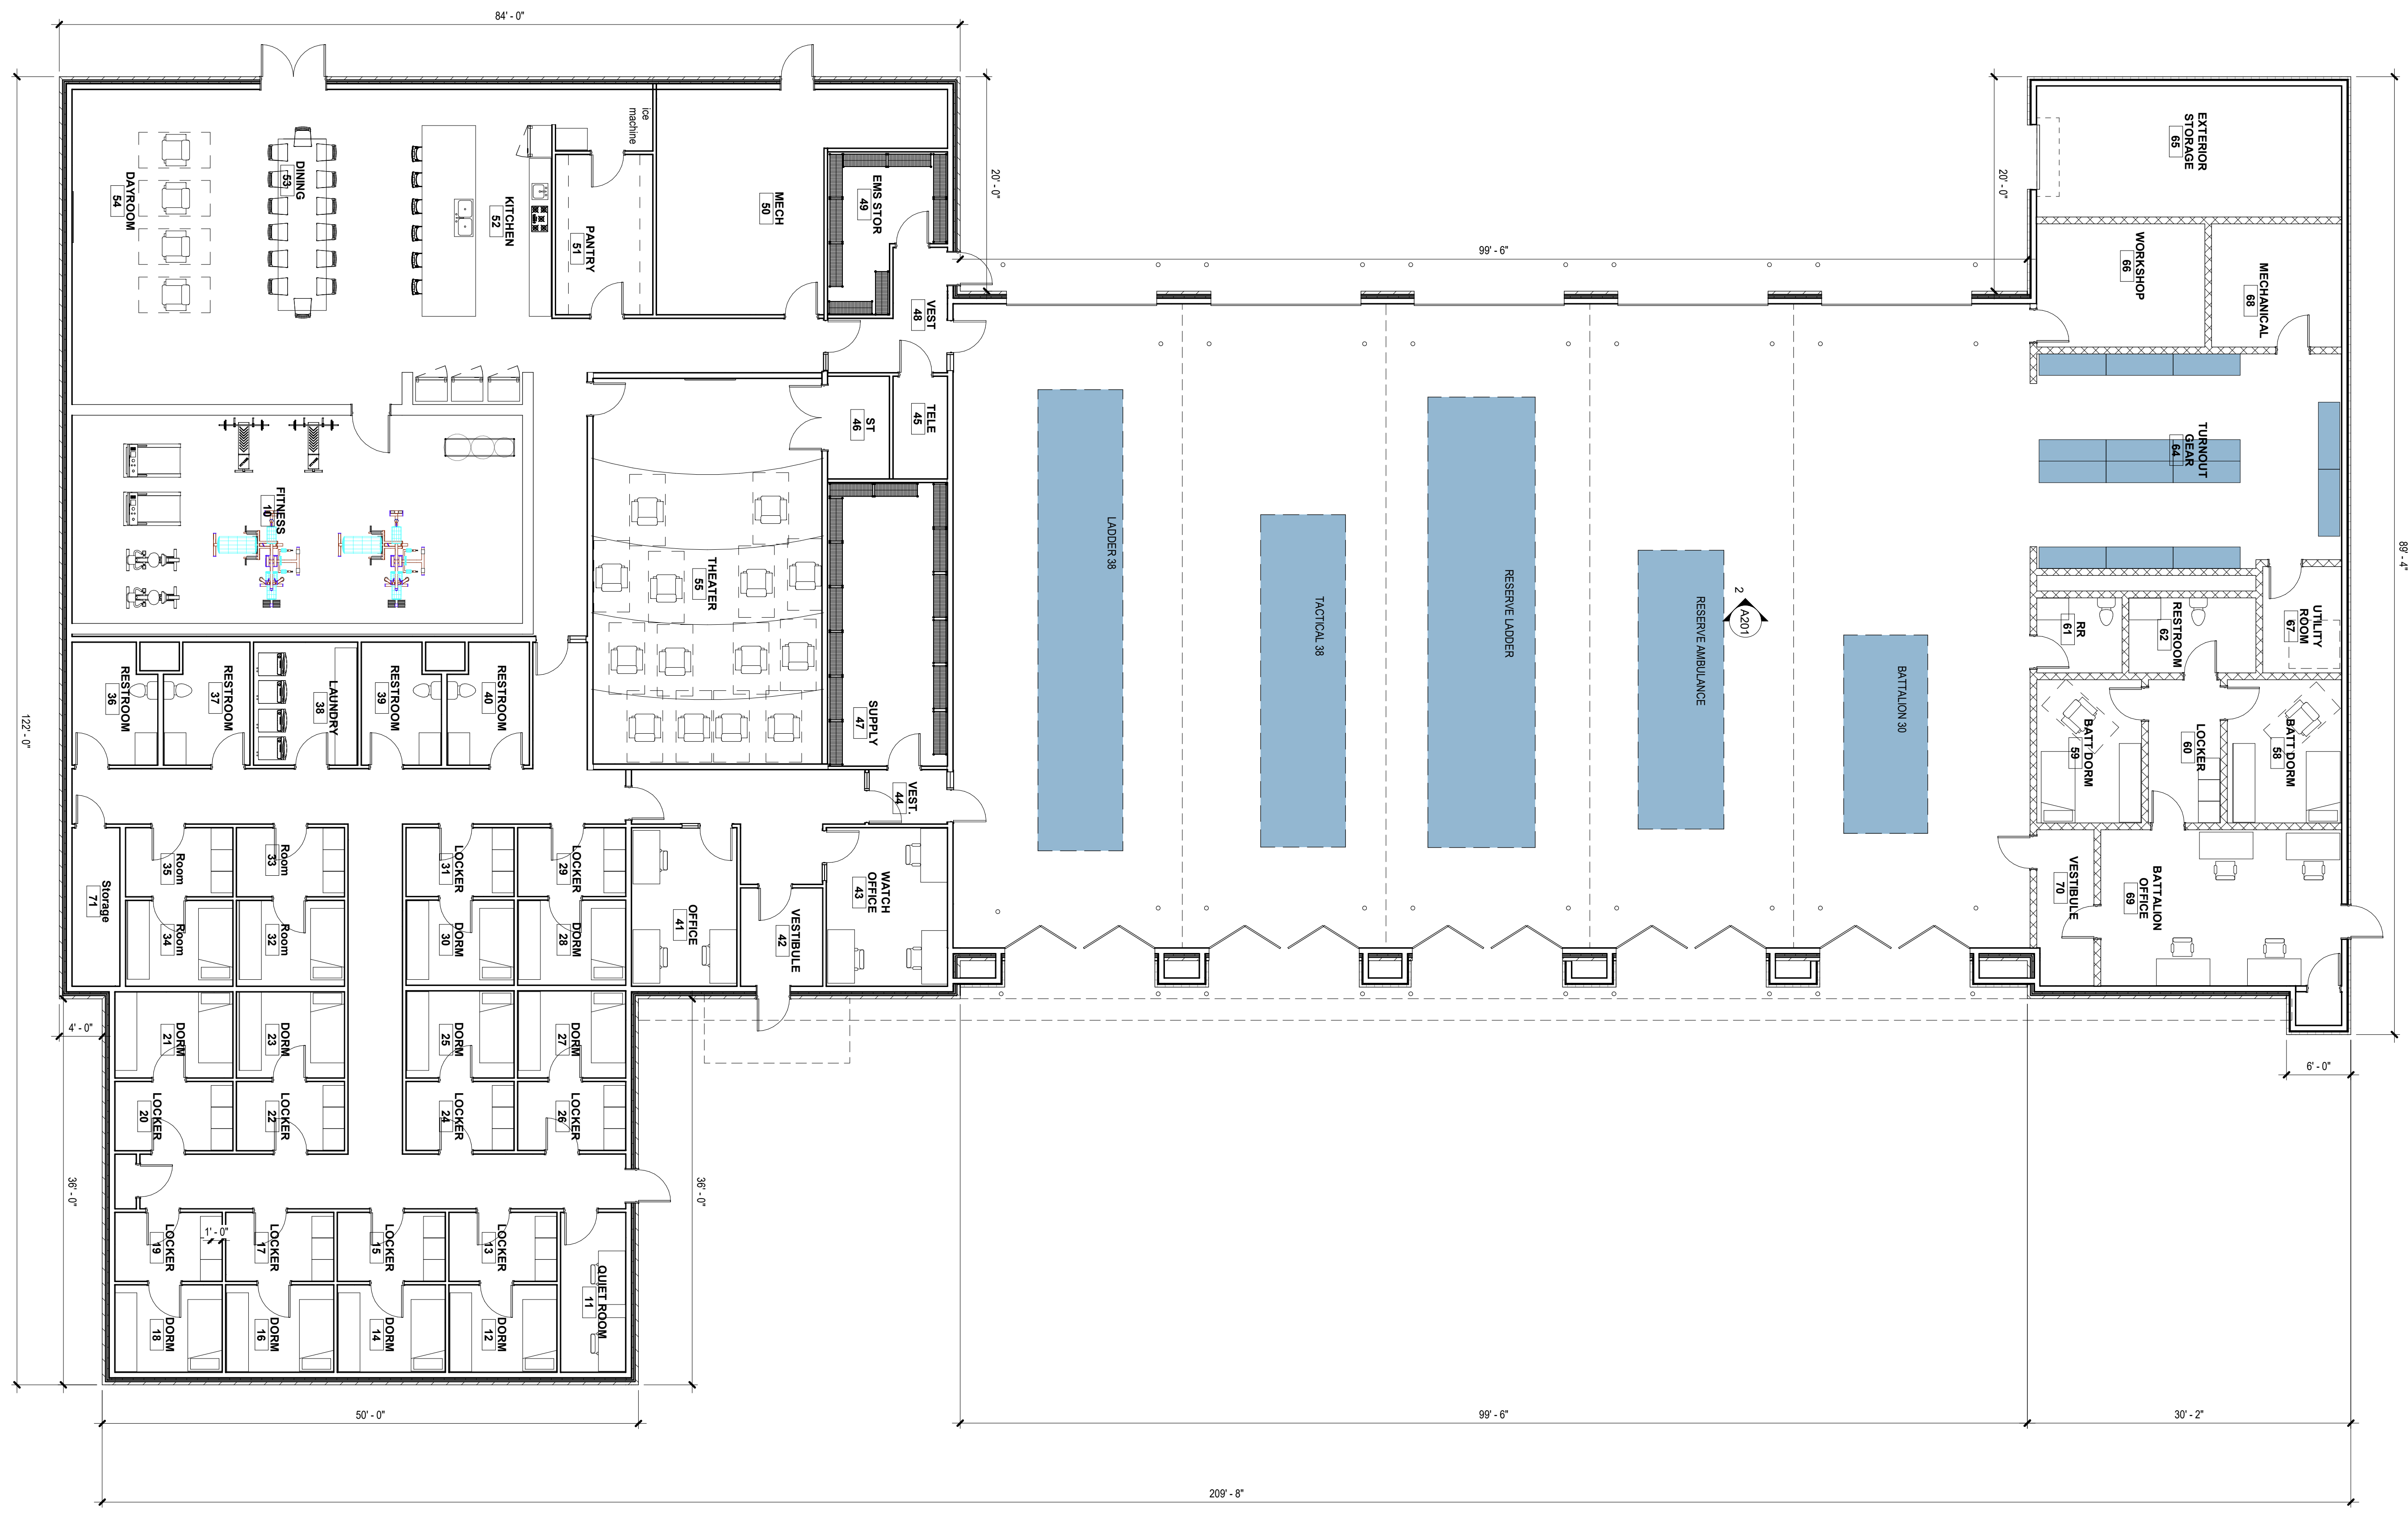 84' - 0"
122' - 0"
20' - 0"
99' - 6"
20' - 0"
89' - 4"
ice
machine
DAYROOM
54
DINING
53
KITCHEN
52
PANTRY
51
MECH
50
EMS STOR
49
VEST
48
TELE
45
ST
46
EXTERIOR
STORAGE
65
WORKSHOP
66
MECHANICAL
68
TURNOUT
GEAR
64
FITNESS
10
THEATER
55
SUPPLY
47
LADDER 38
TACTICAL 38
RESERVE LADDER
RESERVE AMBULANCE
2
A201
BATTALION 30
RR
61
RESTROOM
62
UTILITY
ROOM
67
RESTROOM
36
RESTROOM
37
LAUNDRY
38
RESTROOM
39
RESTROOM
40
VEST.
44
BATT DORM
59
LOCKER
60
BATT DORM
58
Storage
71
Room
35
Room
33
LOCKER
31
LOCKER
29
Room
34
Room
32
DORM
30
DORM
28
OFFICE
41
VESTIBULE
42
WATCH
OFFICE
43
VESTIBULE
70
BATTALION
OFFICE
69
4' - 0"
6' - 0"
DORM
21
DORM
23
DORM
25
DORM
27
LOCKER
20
LOCKER
22
LOCKER
24
LOCKER
26
36' - 0"
36' - 0"
LOCKER
19
1' - 0"
LOCKER
17
LOCKER
15
LOCKER
13
QUIET ROOM
11
DORM
18
DORM
16
DORM
14
DORM
12
50' - 0"
99' - 6"
30' - 2"
209' - 8"